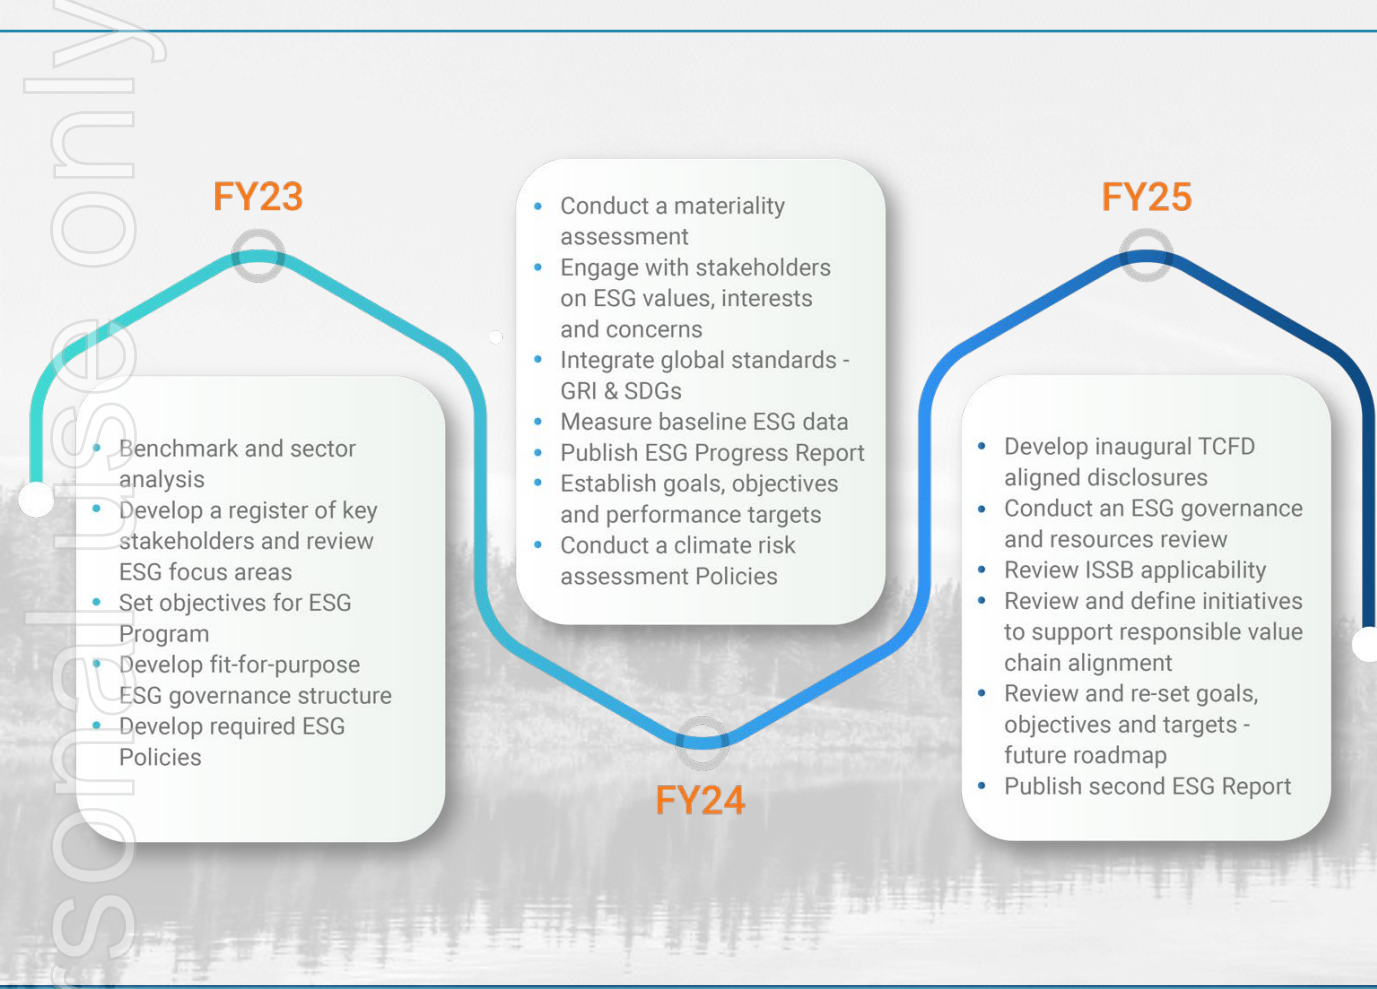 FY23
Benchmark and sector
analysis
Develop a register of key
stakeholders and review
ESG focus areas
Set objectives for ESG
Program
Develop fit-for-purpose
ESG governance structure
Develop required ESG
Policies
Conduct a materiality
assessment
Engage with stakeholders
on ESG values, interests
and concerns
Integrate global standards -
GRI & SDGs
Measure baseline ESG data
Publish ESG Progress Report
Establish goals, objectives
and performance targets
Conduct a climate risk
assessment Policies
FY24
FY25
Develop inaugural TCFD
aligned disclosures
Conduct an ESG governance
and resources review
Review ISSB applicability
Review and define initiatives
to support responsible value
chain alignment
Review and re-set goals,
objectives and targets -
future roadmap
Publish second ESG Report
sonal use only